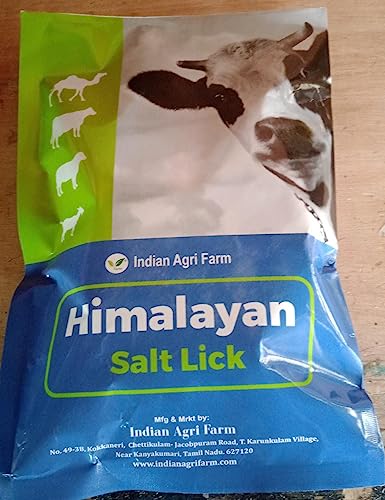 Indian Agri Farm
Himalayan
Salt Lick
Mfg & Mrkt by:
Indian Agri Farm
No. 49-3B, Kokkaneri, Chettikulam- Jacobpuram Road, T. Karunkulam Village,
Near Kanyakumari, Tamil Nadu. 627120
www.indianagrifarm.com